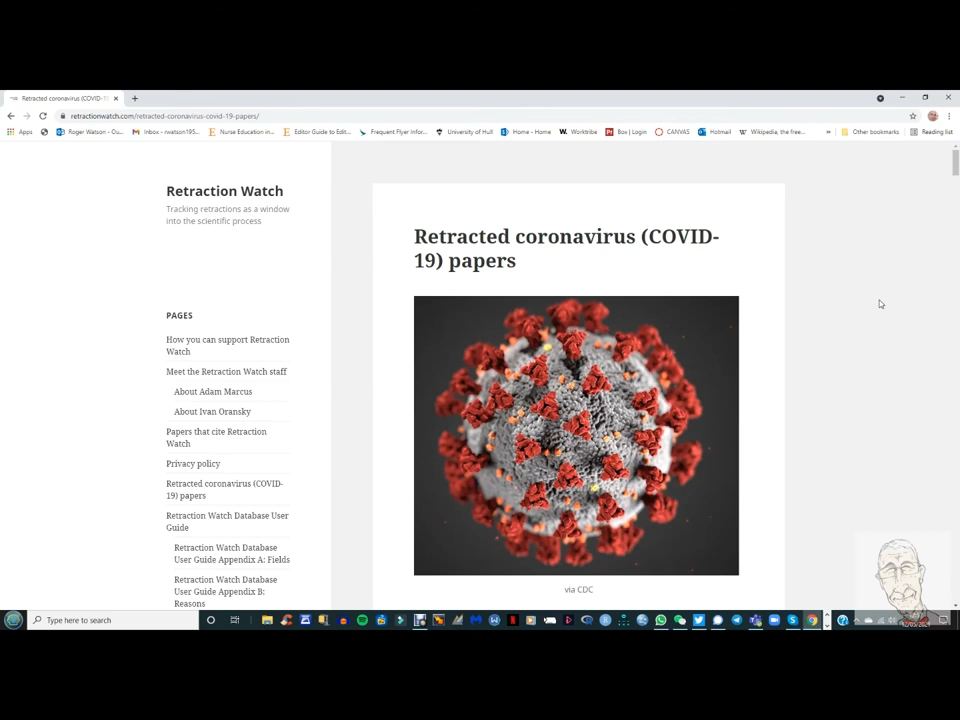 Retracted coronavirus (COVID-1
retractionwatch.com/retracted-coronavirus-covid-19-papers/
Apps
Roger Watson - Ou...
Inbox - rwatson195...
Nurse Education in...
Editor Guide to Edit...
Frequent Flyer Infor...
University of Hull
Home - Home
Worktribe
Box | Login
CANVAS
Hotmail
Wikipedia, the free...
»
Other bookmarks
Reading list
Retraction Watch
Tracking retractions as a window
into the scientific process
PAGES
How you can support Retraction
Watch
Meet the Retraction Watch staff
About Adam Marcus
About Ivan Oransky
Papers that cite Retraction
Watch
Privacy policy
Retracted coronavirus (COVID-
19) papers
Retraction Watch Database User
Guide
Retraction Watch Database
User Guide Appendix A: Fields
Retraction Watch Database
User Guide Appendix B:
Reasons
Retracted coronavirus (COVID-
19) papers
via CDC
Type here to search